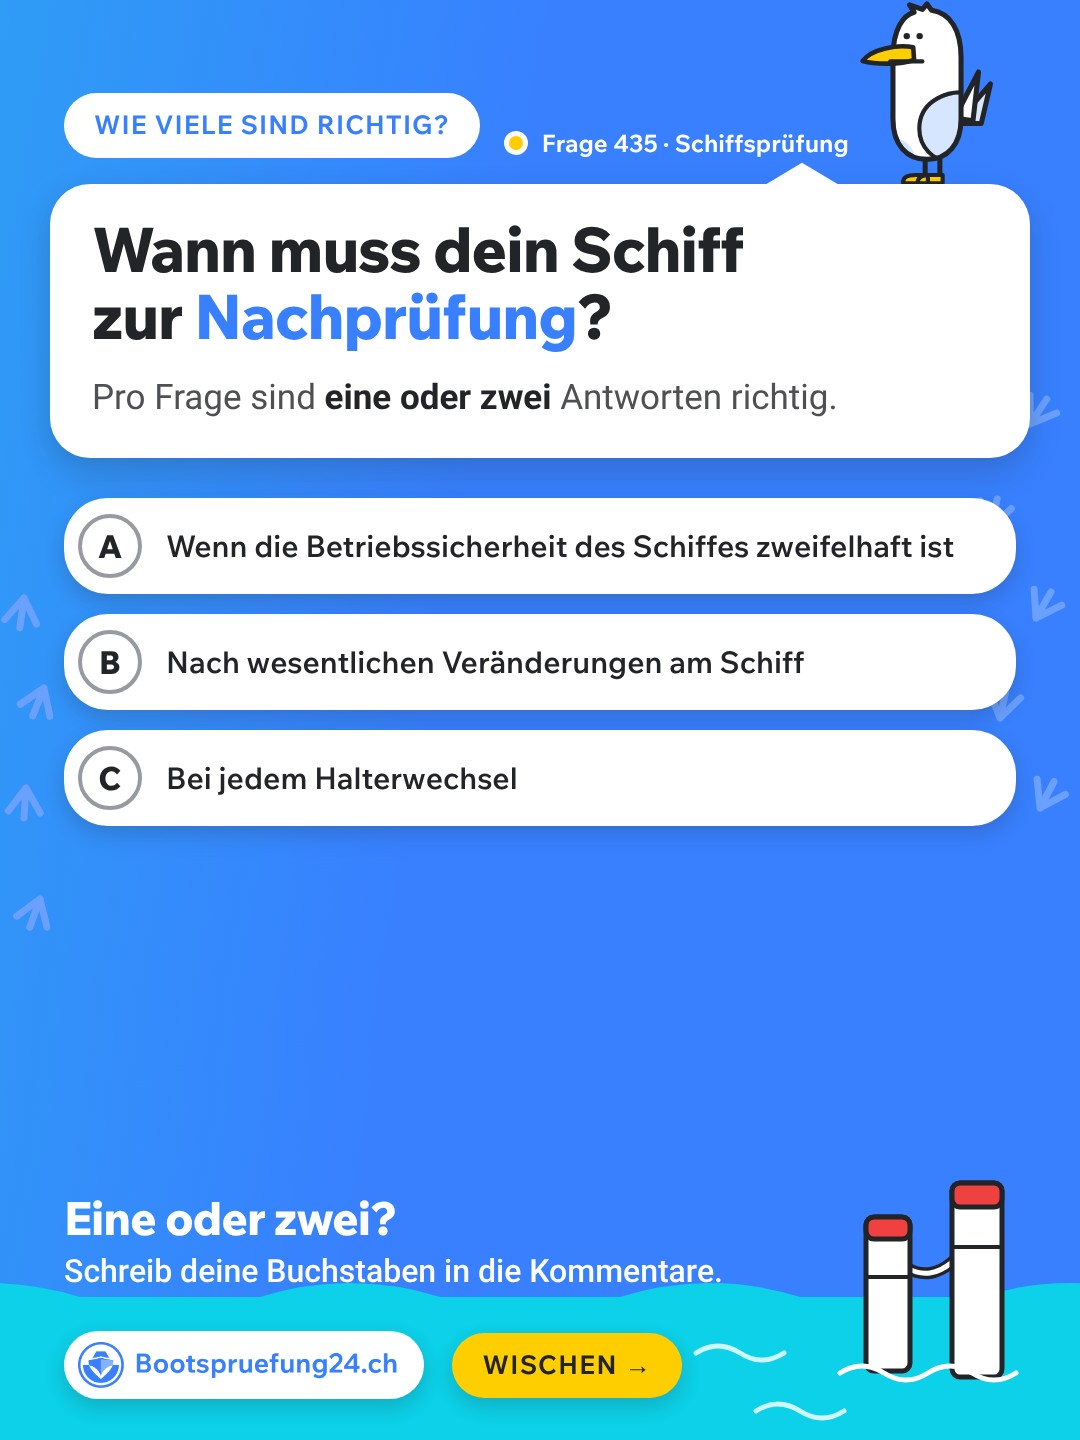 WIE VIELE SIND RICHTIG?
Frage 435 · Schiffsprüfung
Wann muss dein Schiff
zur Nachprüfung?
Pro Frage sind eine oder zwei Antworten richtig.
A Wenn die Betriebssicherheit des Schiffes zweifelhaft ist
B Nach wesentlichen Veränderungen am Schiff
C Bei jedem Halterwechsel
Eine oder zwei?
Schreib deine Buchstaben in die Kommentare.
Bootspruefung24.ch
WISCHEN →